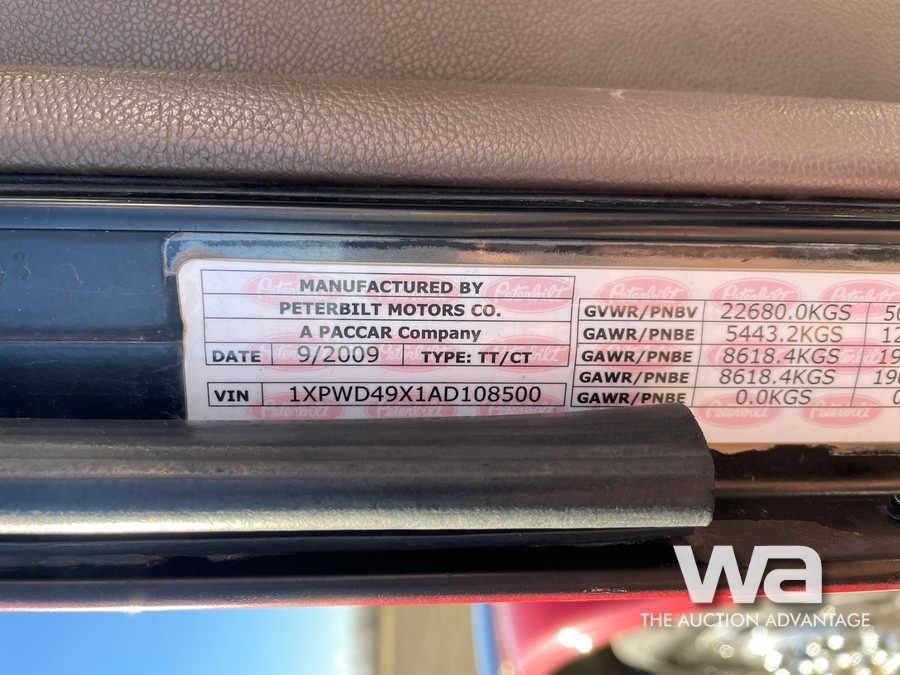 MANUFACTURED BY
PETERBILT MOTORS CO.
A PACCAR Company
DATE 9/2009 TYPE: TT/CT
VIN 1XPWD49X1AD108500
GVWR/PNBV 22680.0KGS 50
GAWR/PNBE 5443.2KGS 12
GAWR/PNBE 8618.4KGS 19
GAWR/PNBE 8618.4KGS 190
GAWR/PNBE 0.0KGS 0
Peterbilt
wa
THE AUCTION ADVANTAGE